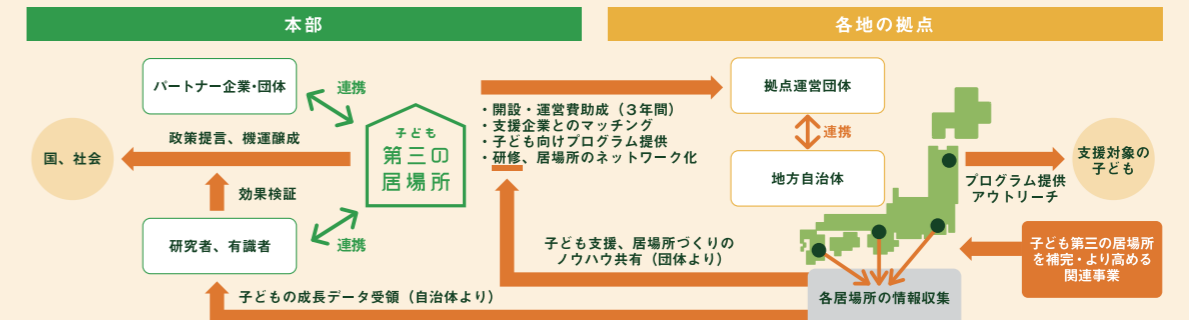 本部
各地の拠点
パートナー企業・団体
連携
子ども
第三の
居場所
・開設・運営費助成（3年間）
・支援企業とのマッチング
・子ども向けプログラム提供
・研修、居場所のネットワーク化
拠点運営団体
連携
地方自治体
国、社会
政策提言、機運醸成
効果検証
研究者、有識者
連携
支援対象の
子ども
プログラム提供
アウトリーチ
子ども支援、居場所づくりの
ノウハウ共有（団体より）
子ども第三の居場所
を補完・より高める
関連事業
子どもの成長データ受領（自治体より）
各居場所の情報収集